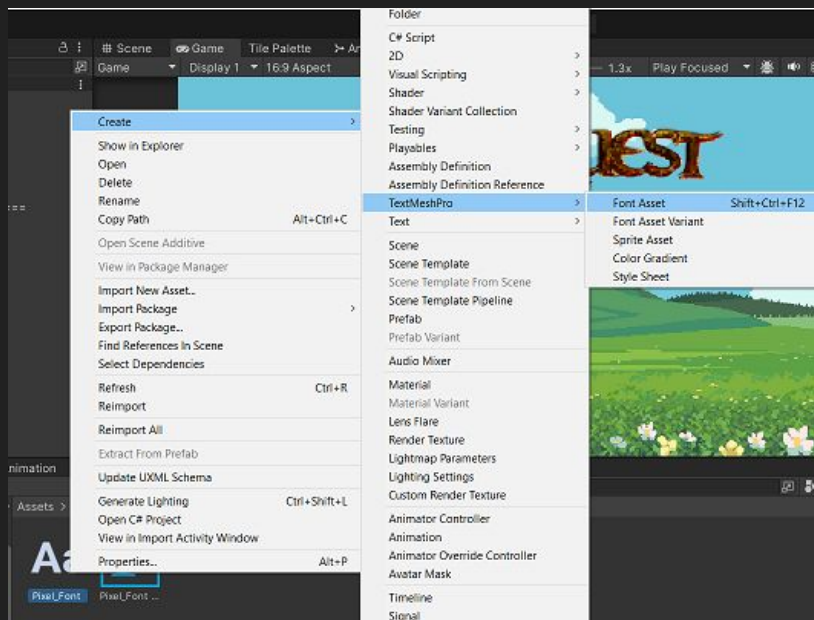 Scene Game Tile Palette
Game Display 1 16:9 Aspect 1.3x Play Focused
===
Animation
Assets >
Pixel_Font Pixel_Font ...
Create >
Show in Explorer
Open
Delete
Rename
Copy Path Alt+Ctrl+C
Open Scene Additive
View in Package Manager
Import New Asset...
Import Package >
Export Package...
Find References In Scene
Select Dependencies
Refresh Ctrl+R
Reimport
Reimport All
Extract From Prefab
Update UXML Schema
Generate Lighting Ctrl+Shift+L
Open C# Project
View in Import Activity Window
Properties... Alt+P
Folder
C# Script
2D >
Visual Scripting >
Shader >
Shader Variant Collection
Testing >
Playables >
Assembly Definition
Assembly Definition Reference
TextMeshPro >
Text >
Scene
Scene Template
Scene Template From Scene
Scene Template Pipeline
Prefab
Prefab Variant
Audio Mixer
Material
Material Variant
Lens Flare
Render Texture
Lightmap Parameters
Lighting Settings
Custom Render Texture
Animator Controller
Animation
Animator Override Controller
Avatar Mask
Timeline
Signal
Font Asset Shift+Ctrl+F12
Font Asset Variant
Sprite Asset
Color Gradient
Style Sheet